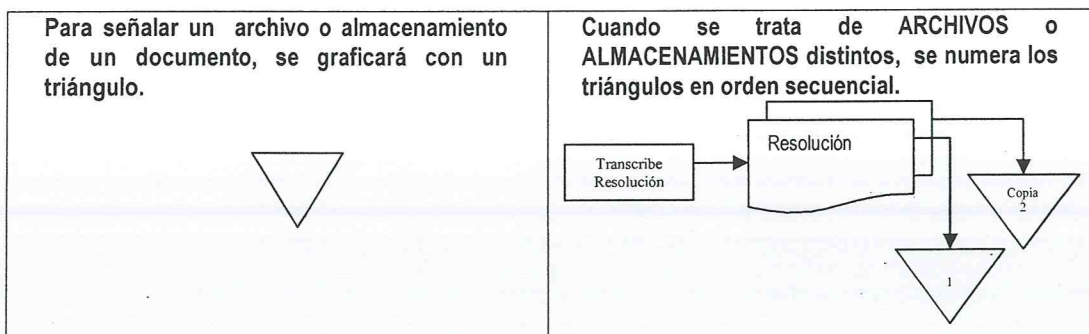 Para señalar un archivo o almacenamiento
de un documento, se graficará con un
triángulo.
Cuando se trata de ARCHIVOS o
ALMACENAMIENTOS distintos, se numera los
triángulos en orden secuencial.
Transcribe
Resolución
Resolución
Copia
2
1